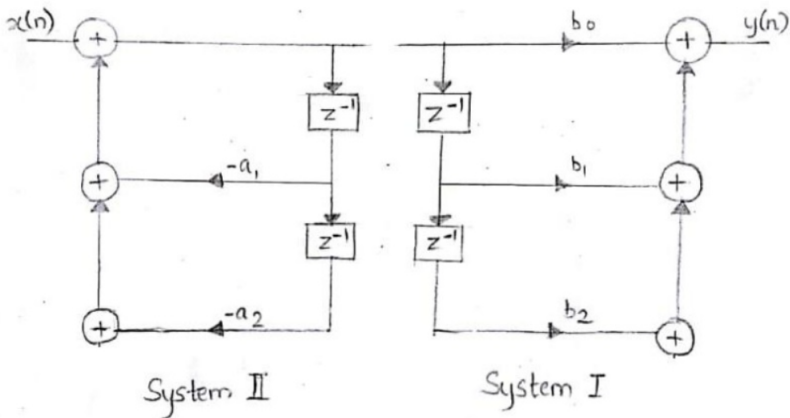 x(n) + b₀ + y(n)
z⁻¹ z⁻¹
+ -a₁ b₁ +
z⁻¹ z⁻¹
+ -a₂ b₂ +
System II System I